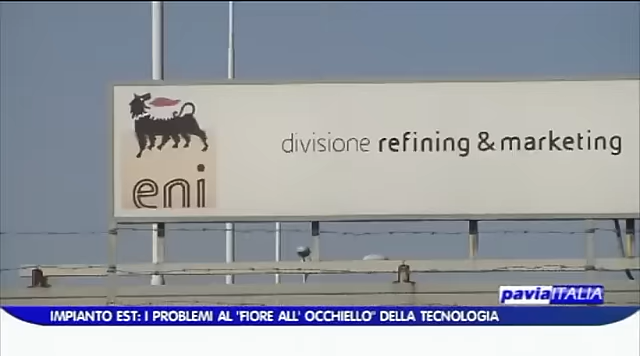 eni
divisione refining & marketing
paviaITALIA
IMPIANTO EST: I PROBLEMI AL "FIORE ALL' OCCHIELLO" DELLA TECNOLOGIA